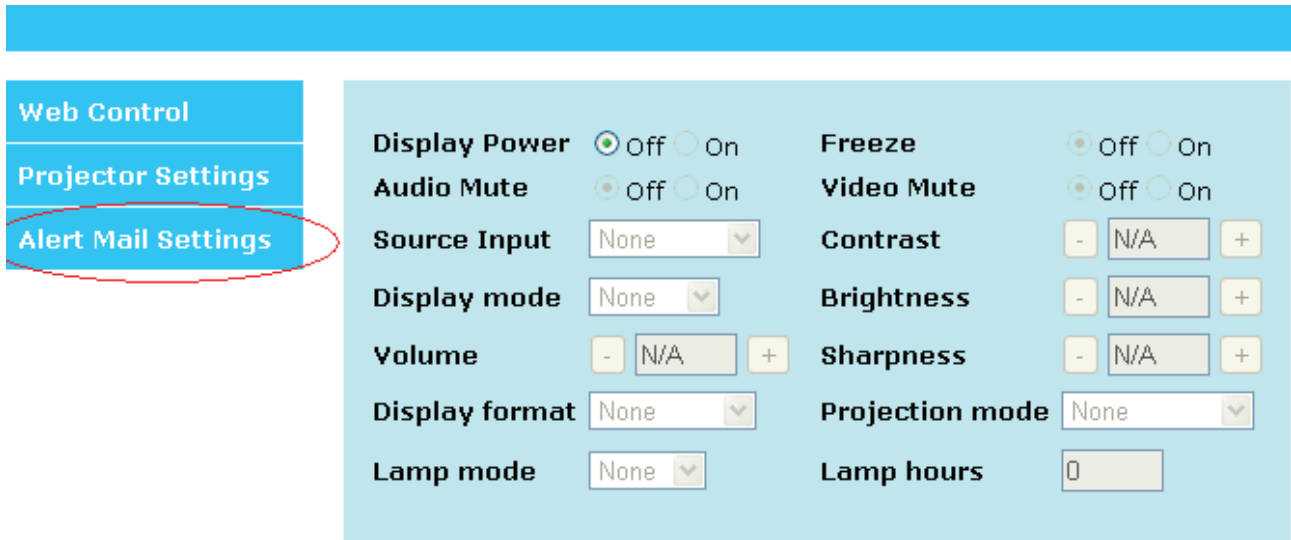 Web Control
Projector Settings
Alert Mail Settings
Display Power Off On Freeze Off On
Audio Mute Off On Video Mute Off On
Source Input None Contrast - N/A +
Display mode None Brightness - N/A +
Volume - N/A + Sharpness - N/A +
Display format None Projection mode None
Lamp mode None Lamp hours 0